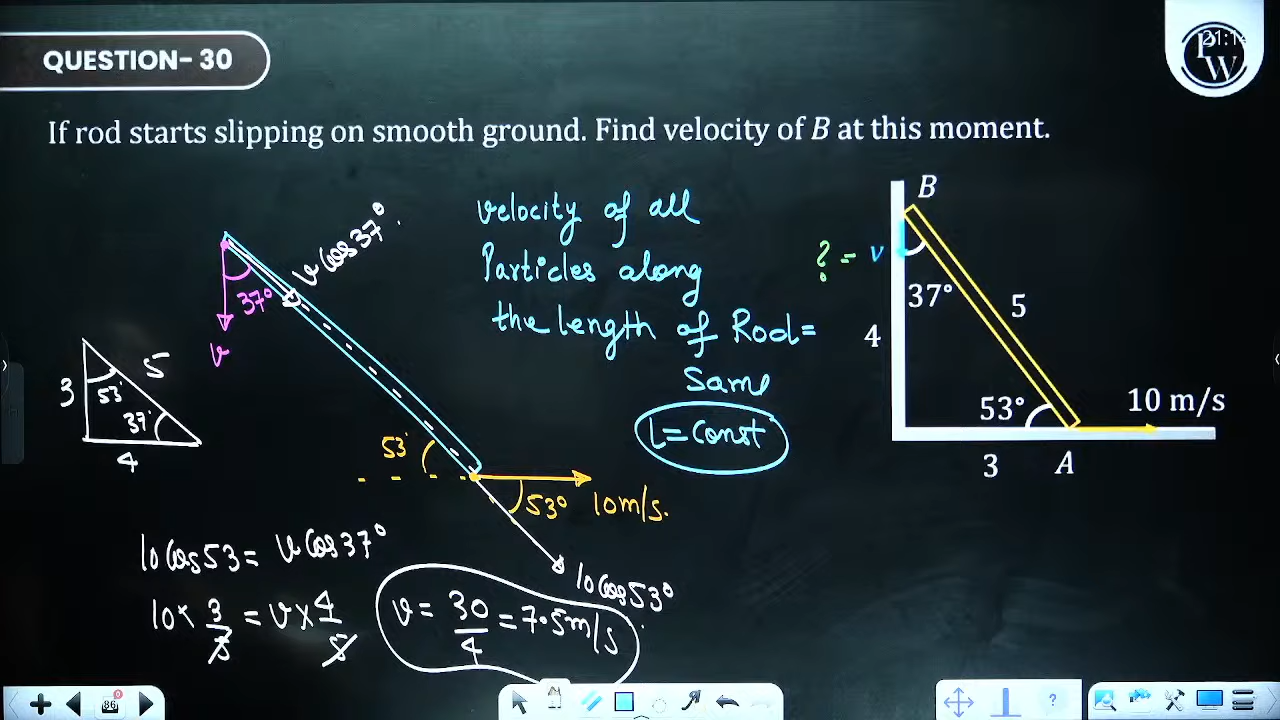 QUESTION- 30
If rod starts slipping on smooth ground. Find velocity of B at this moment.
velocity of all
Particles along
the length of Rod =
Same
L = Const
v cos 37°
37°
v
3
53°
5
37°
4
53°
53° 10m/s.
10 cos 53°
10 cos 53 = v cos 37°
10 × 3/5 = v × 4/5
v = 30/4 = 7.5 m/s
B
? = v
37°
5
4
53°
10 m/s
3
A
PW
86